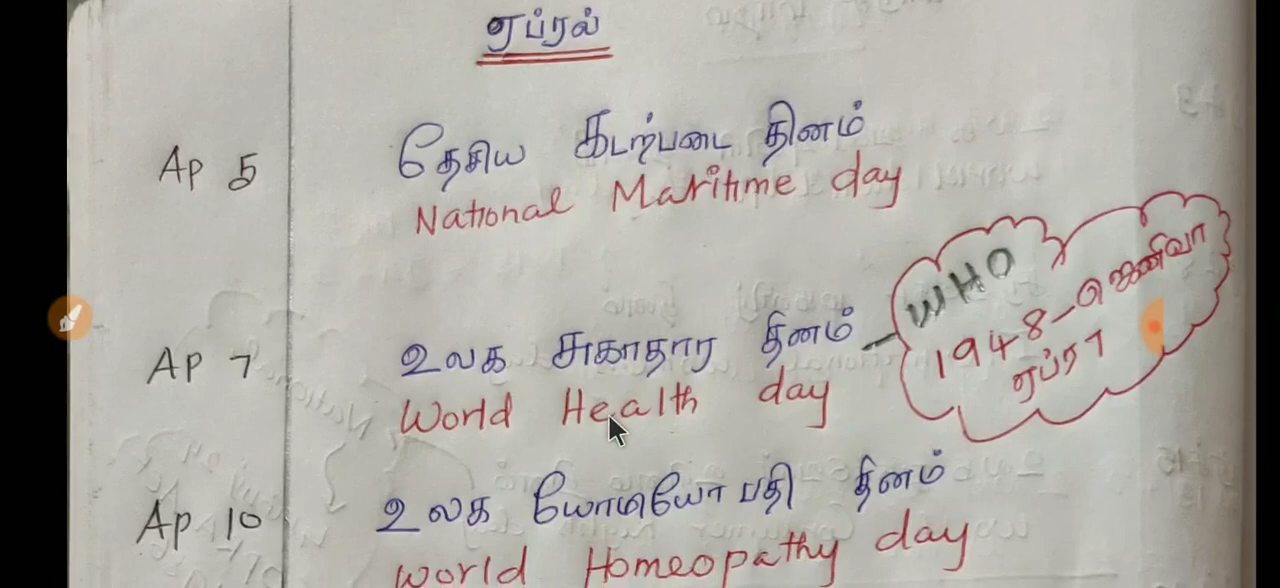 ஏப்ரல்
Ap 5
தேசிய கடற்படை தினம்
National Maritime day
Ap 7
உலக சுகாதார தினம்
World Health day
WHO
1948-ஜெனிவா
ஏப்ர 7
Ap 10
உலக யோமியோபதி தினம்
World Homeopathy day